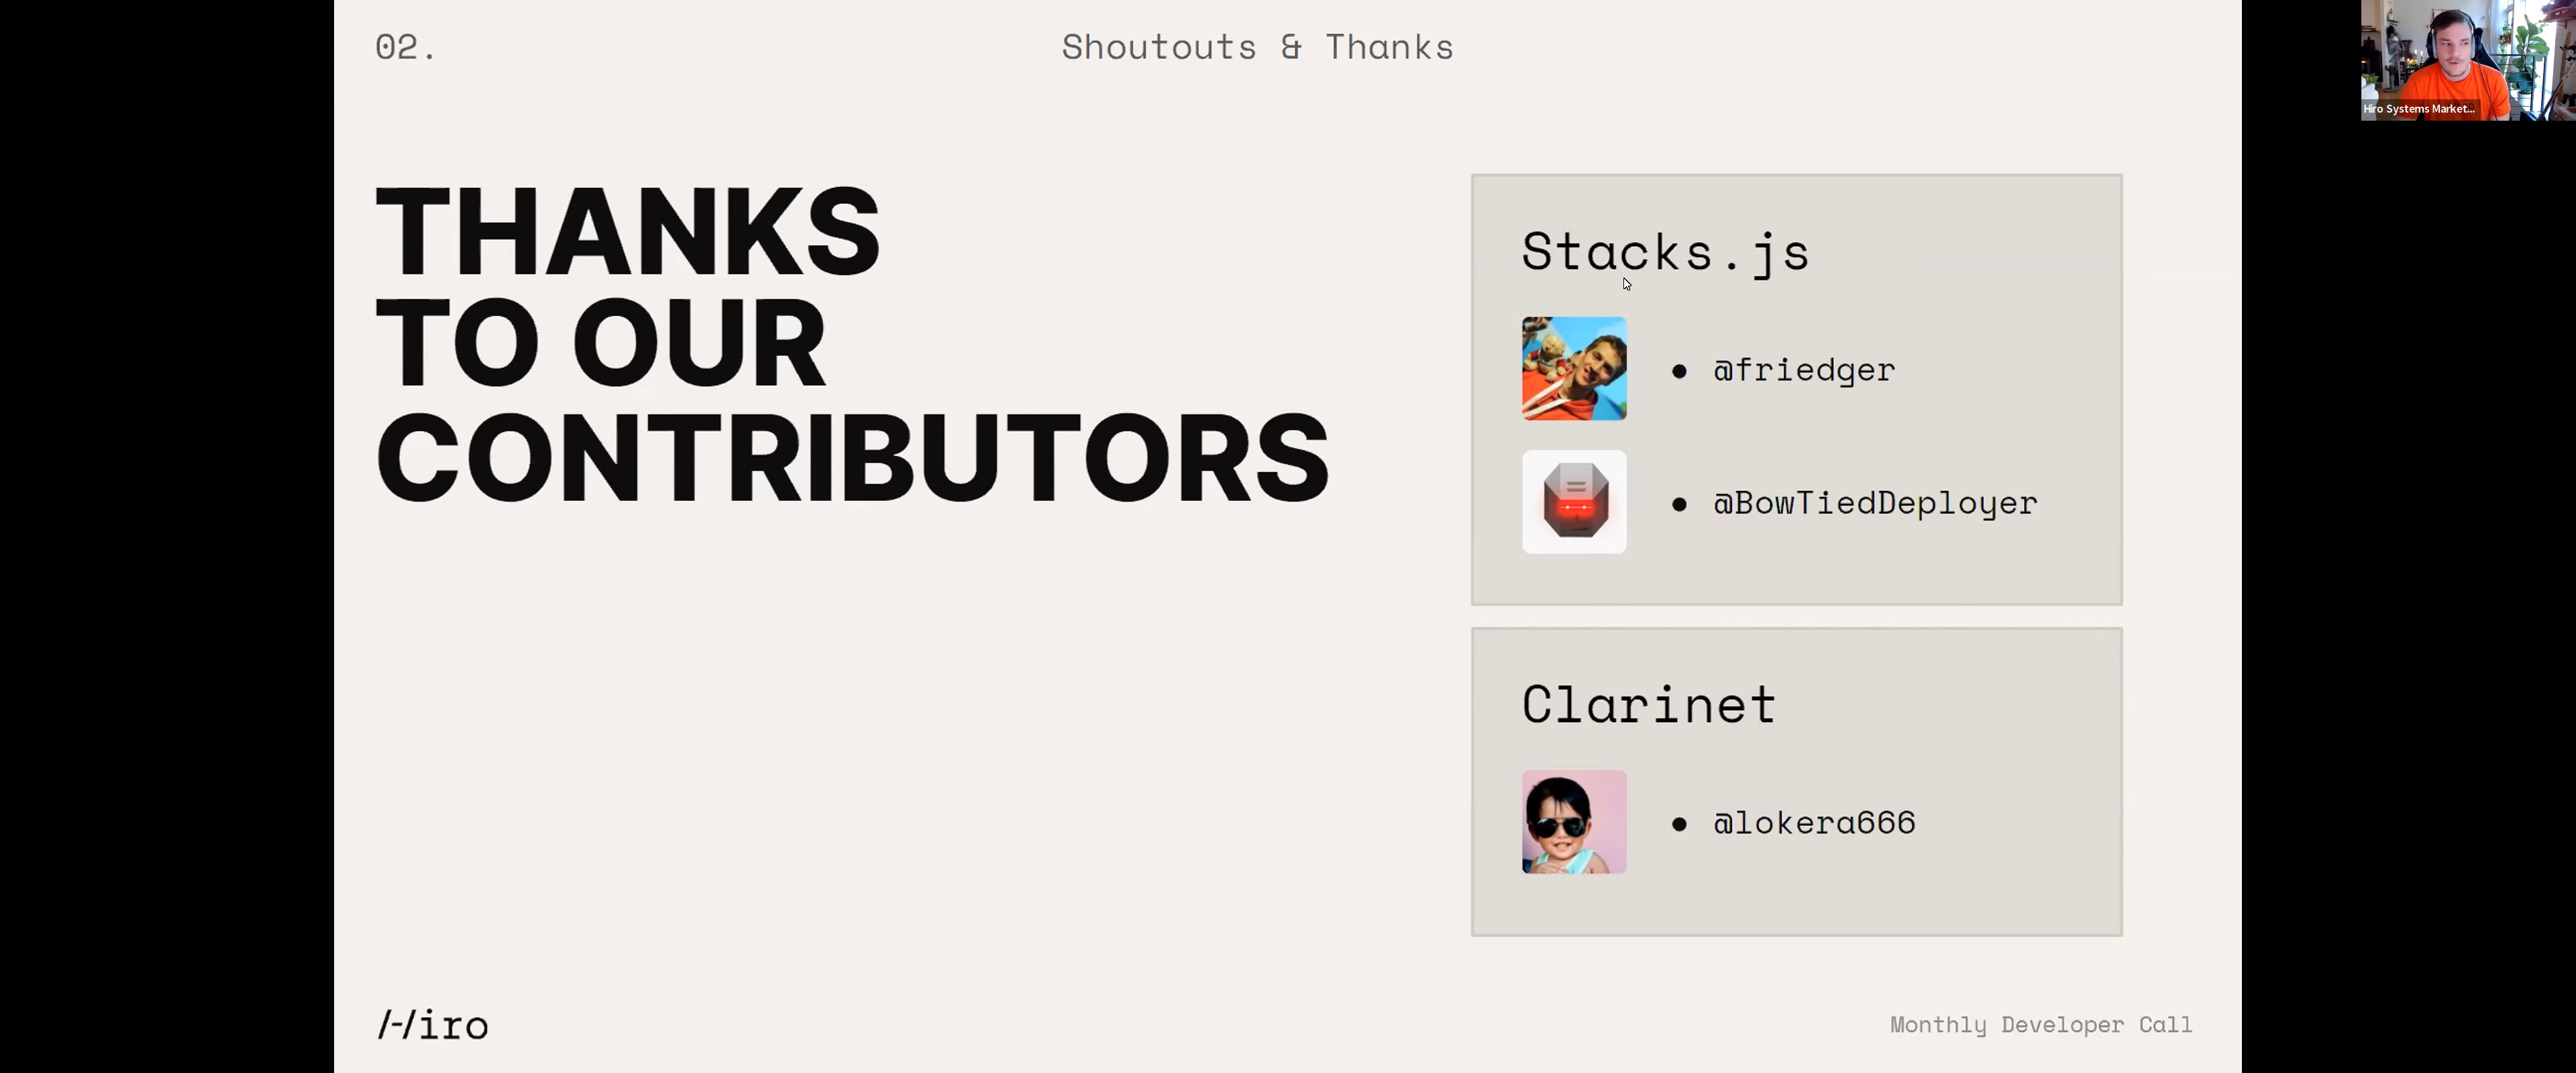 02.
Shoutouts & Thanks
Hiro Systems Market...
THANKS
TO OUR
CONTRIBUTORS
Stacks.js
• @friedger
• @BowTiedDeployer
Clarinet
• @lokera666
Hiro
Monthly Developer Call